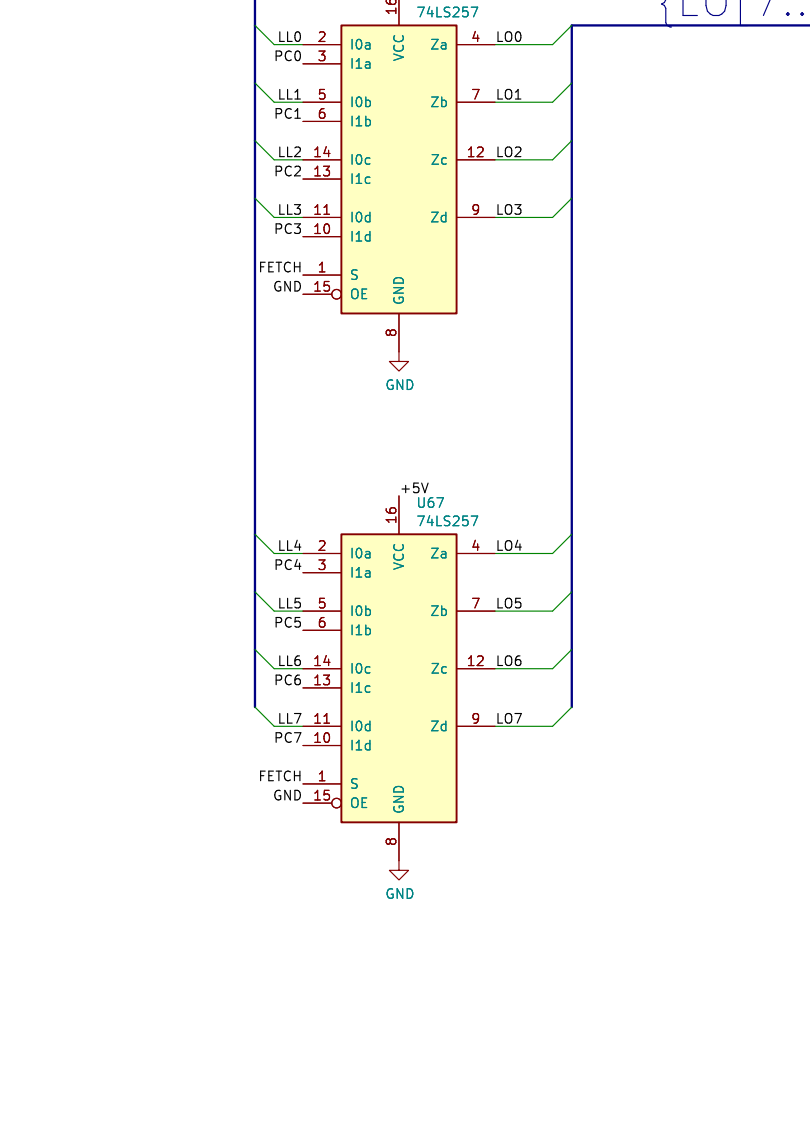 16
74LS257
{LO[7..
LL0 2 I0a VCC Za 4 LO0
PC0 3 I1a
LL1 5 I0b Zb 7 LO1
PC1 6 I1b
LL2 14 I0c Zc 12 LO2
PC2 13 I1c
LL3 11 I0d Zd 9 LO3
PC3 10 I1d
FETCH 1 S
GND 15 OE GND
8
GND
+5V
U67
16
74LS257
LL4 2 I0a VCC Za 4 LO4
PC4 3 I1a
LL5 5 I0b Zb 7 LO5
PC5 6 I1b
LL6 14 I0c Zc 12 LO6
PC6 13 I1c
LL7 11 I0d Zd 9 LO7
PC7 10 I1d
FETCH 1 S
GND 15 OE GND
8
GND